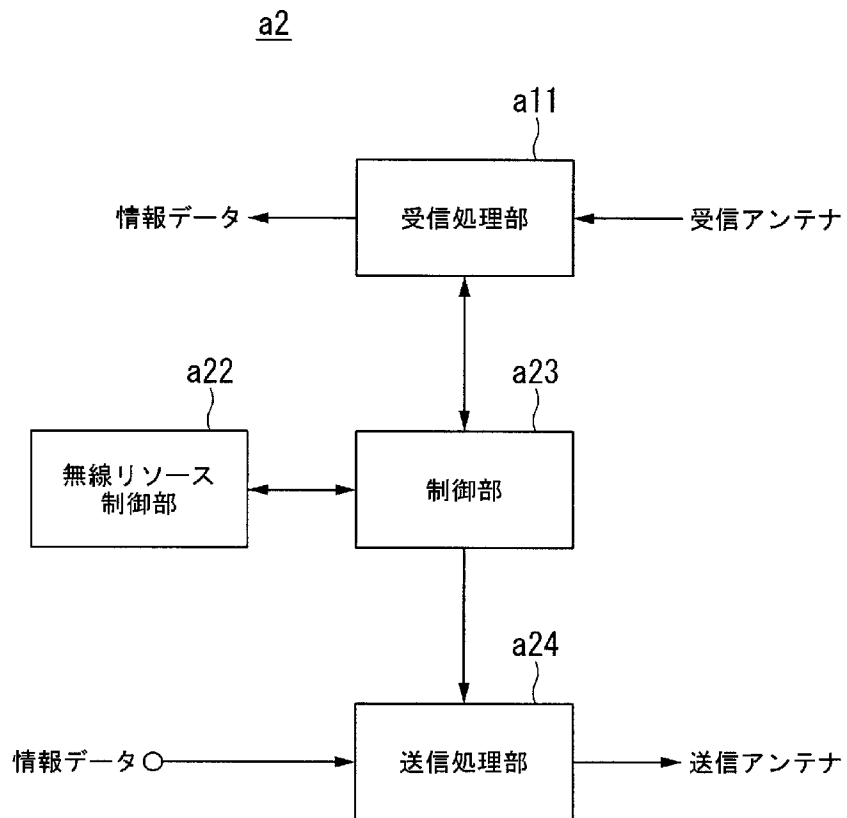 a2
a11
情報データ
受信処理部
受信アンテナ
a22
a23
無線リソース
制御部
制御部
a24
情報データ
送信処理部
送信アンテナ